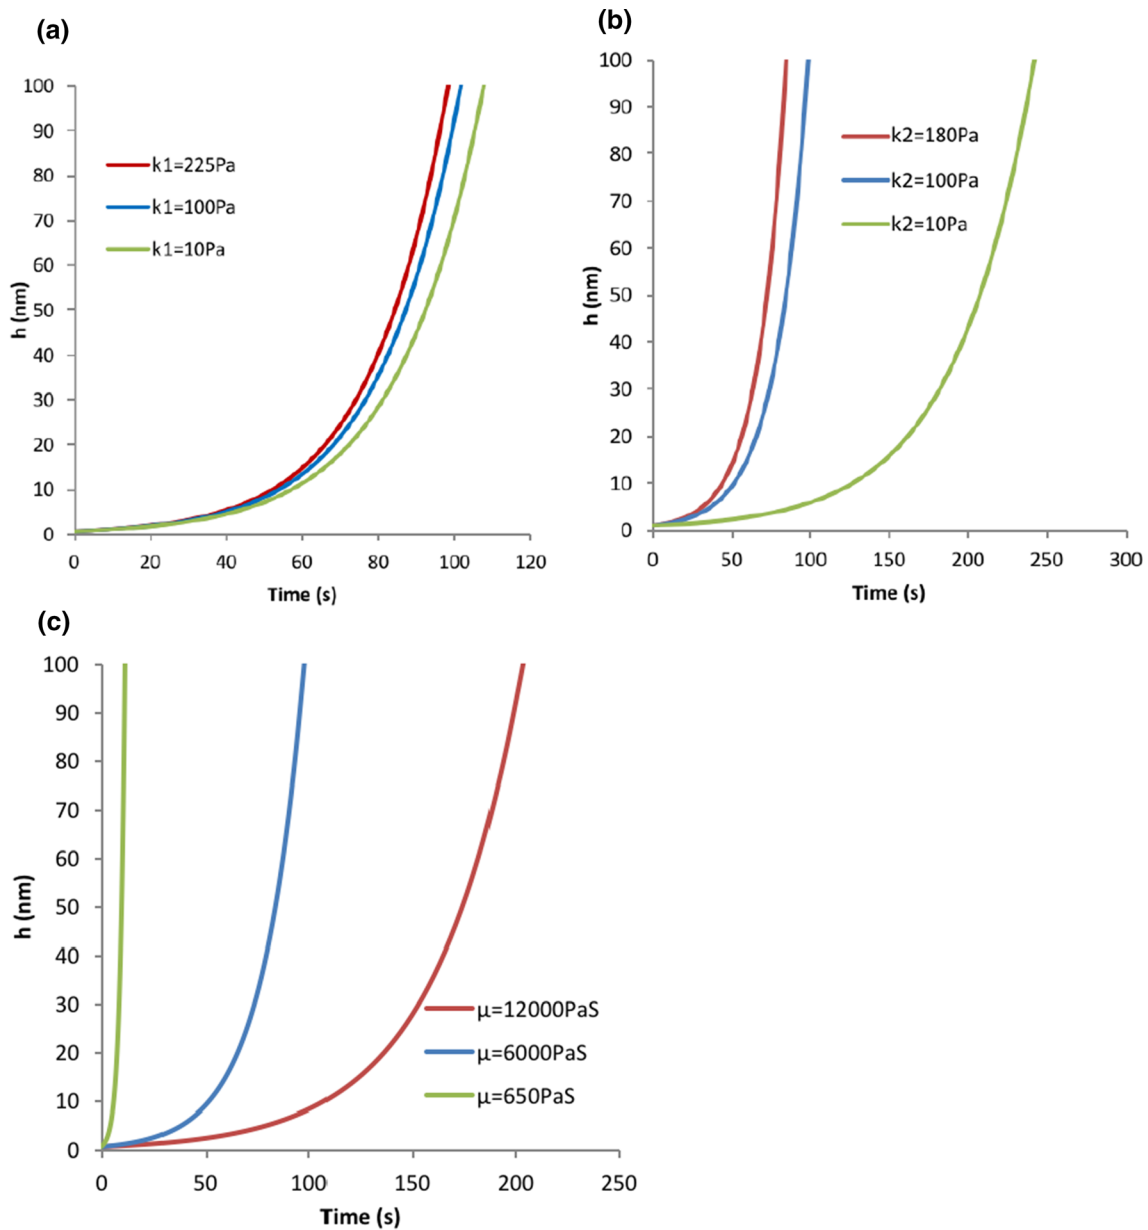 (a)
100
90
80
70
60
50
40
30
20
10
0
h (nm)
k1=225Pa
k1=100Pa
k1=10Pa
0 20 40 60 80 100 120
Time (s)
(b)
100
90
80
70
60
50
40
30
20
10
0
h (nm)
k2=180Pa
k2=100Pa
k2=10Pa
0 50 100 150 200 250 300
Time (s)
(c)
100
90
80
70
60
50
40
30
20
10
0
h (nm)
μ=12000PaS
μ=6000PaS
μ=650PaS
0 50 100 150 200 250
Time (s)